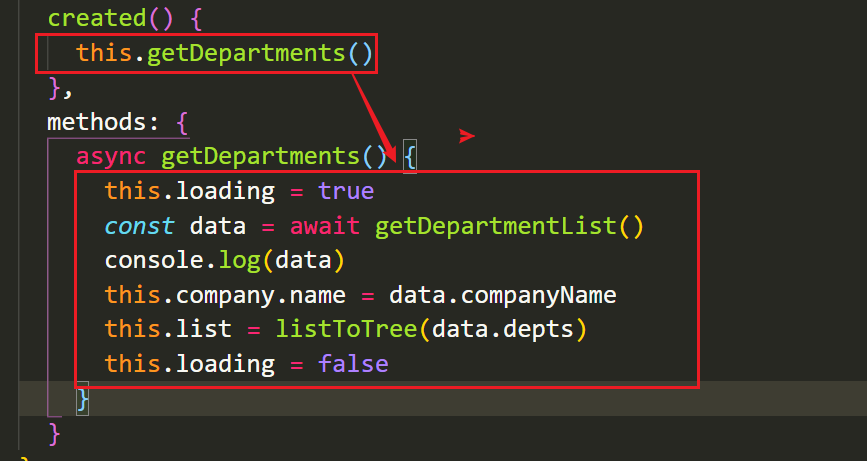 created() {
this.getDepartments()
},
methods: {
async getDepartments() {
this.loading = true
const data = await getDepartmentList()
console.log(data)
this.company.name = data.companyName
this.list = listToTree(data.depts)
this.loading = false
}
}